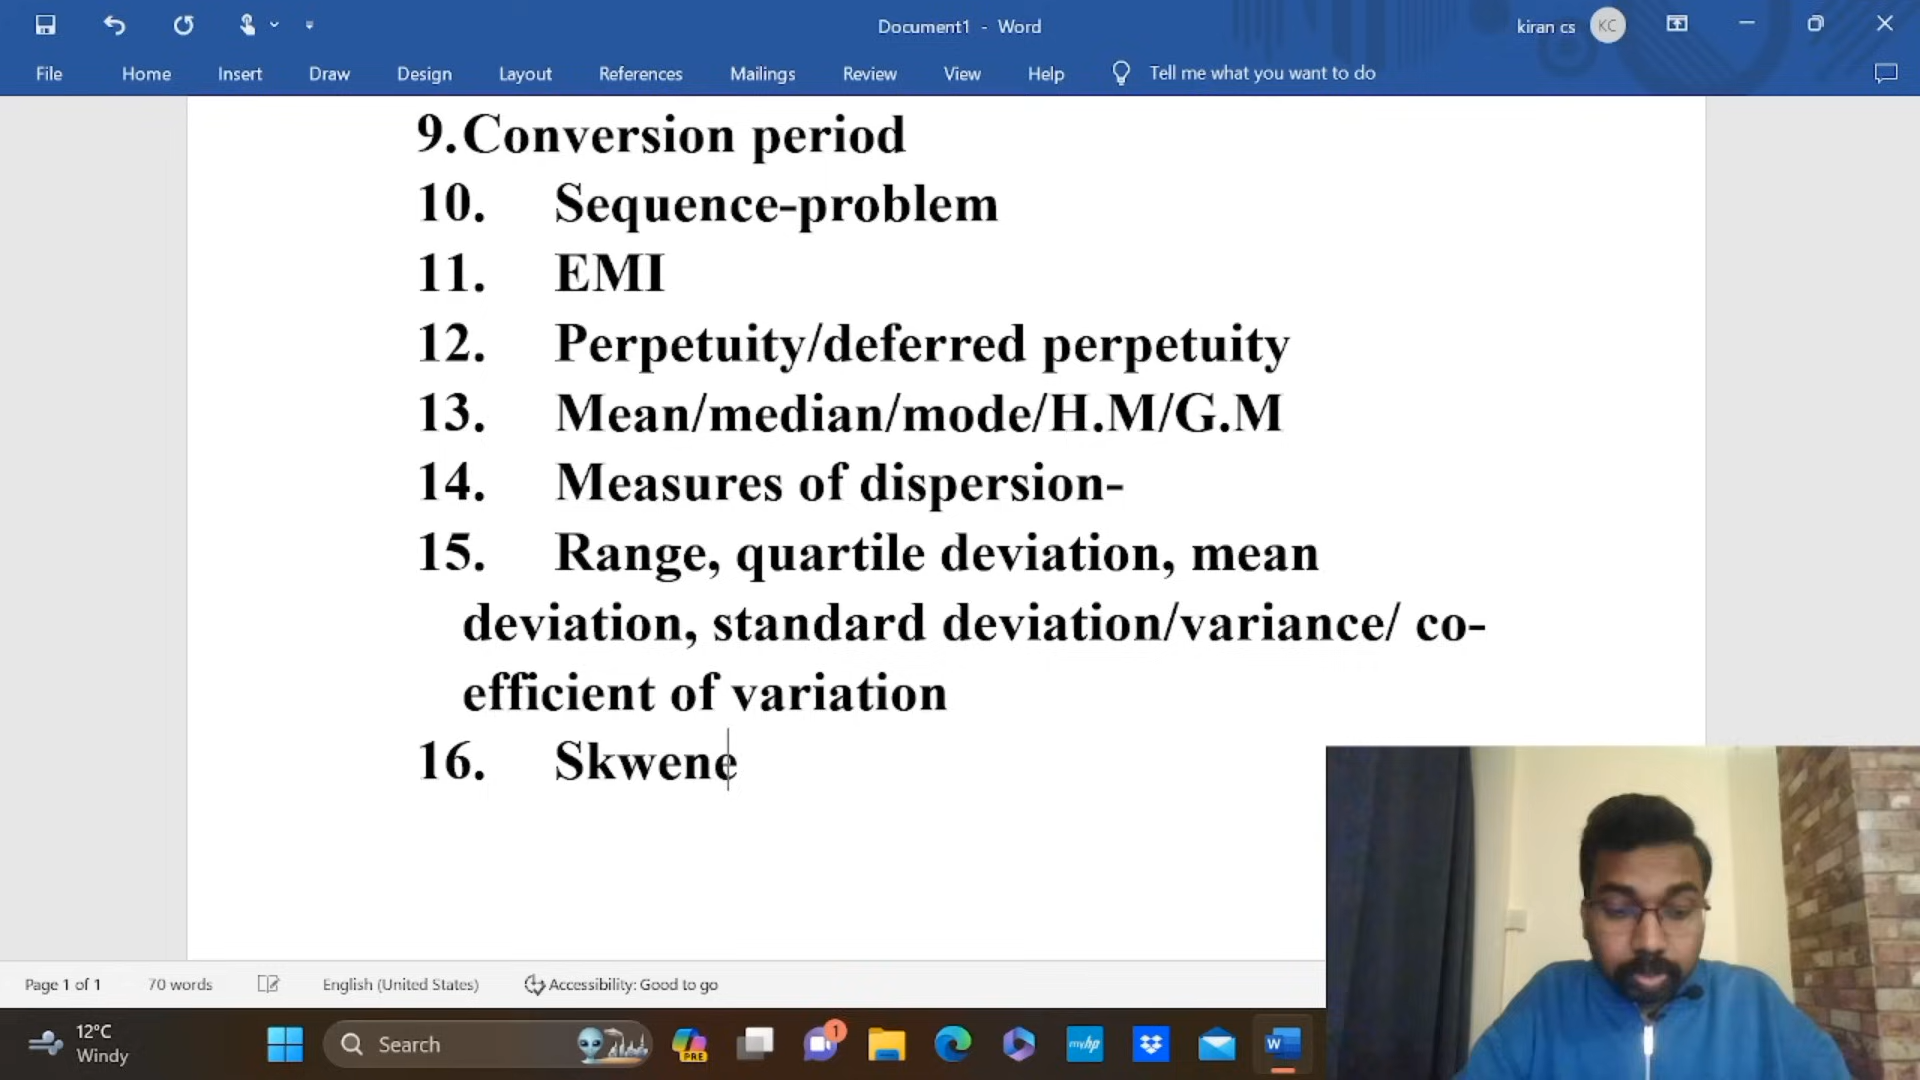 Document1 - Word
kiran cs KC
File Home Insert Draw Design Layout References Mailings Review View Help Tell me what you want to do
9.Conversion period
10. Sequence-problem
11. EMI
12. Perpetuity/deferred perpetuity
13. Mean/median/mode/H.M/G.M
14. Measures of dispersion-
15. Range, quartile deviation, mean
deviation, standard deviation/variance/ co-
efficient of variation
16. Skwene
Page 1 of 1 70 words English (United States) Accessibility: Good to go
12°C
Windy
Search
PRE
1
myhp
W